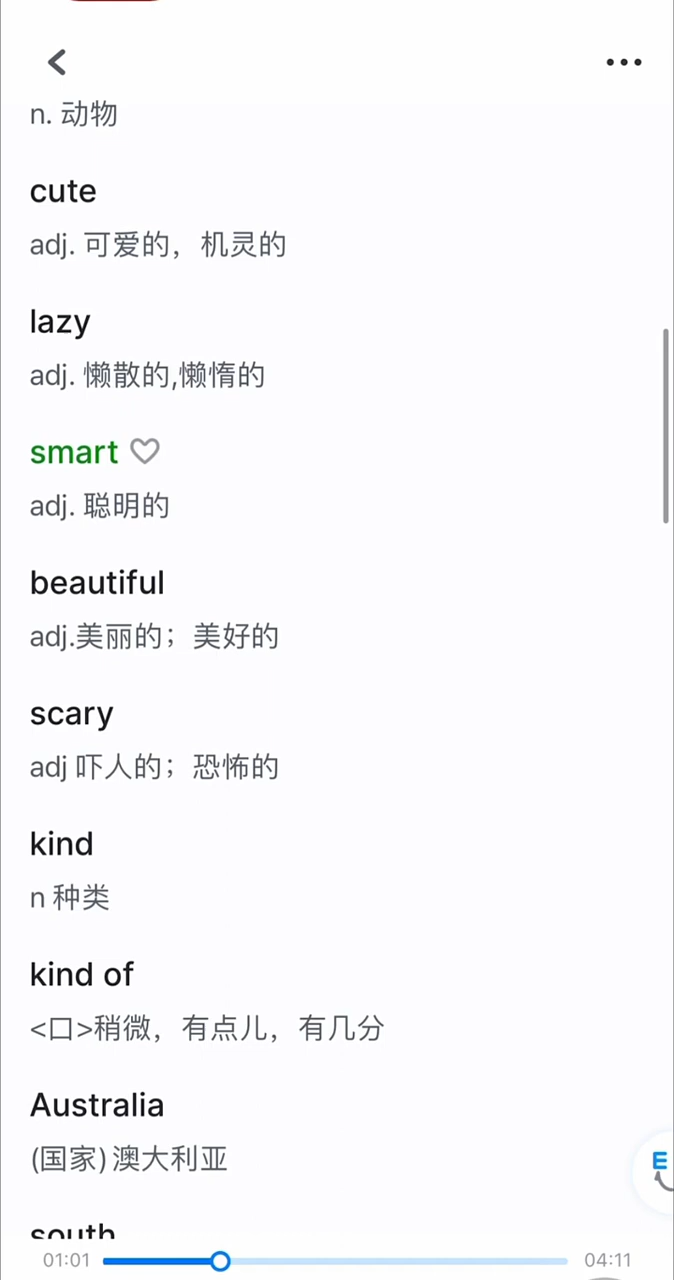 n. 动物
cute
adj. 可爱的，机灵的
lazy
adj. 懒散的,懒惰的
smart
adj. 聪明的
beautiful
adj.美丽的；美好的
scary
adj 吓人的；恐怖的
kind
n 种类
kind of
<口>稍微，有点儿，有几分
Australia
(国家) 澳大利亚
south
01:01
04:11
E